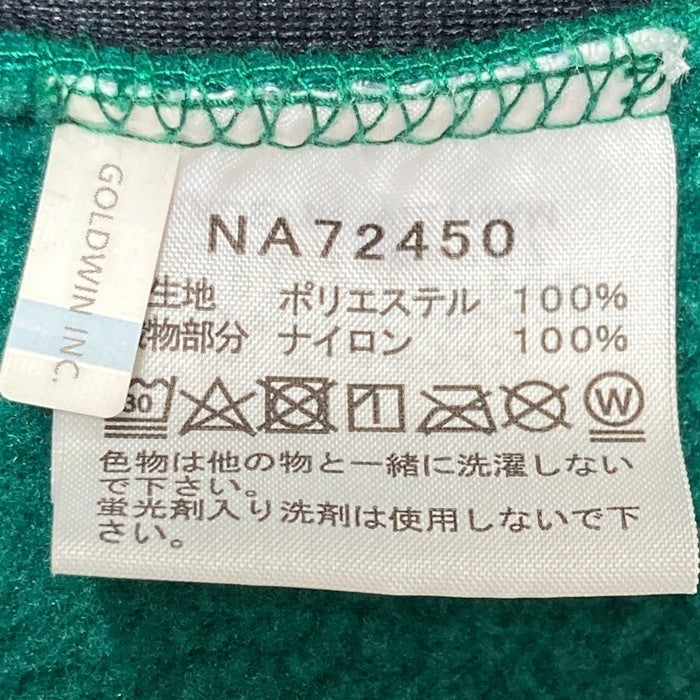 GOLDWIN INC.
NA72450
生地 ポリエステル 100%
物部分 ナイロン 100%
30
W
色物は他の物と一緒に洗濯しない
で下さい。
蛍光剤入り洗剤は使用しないで下
さい。